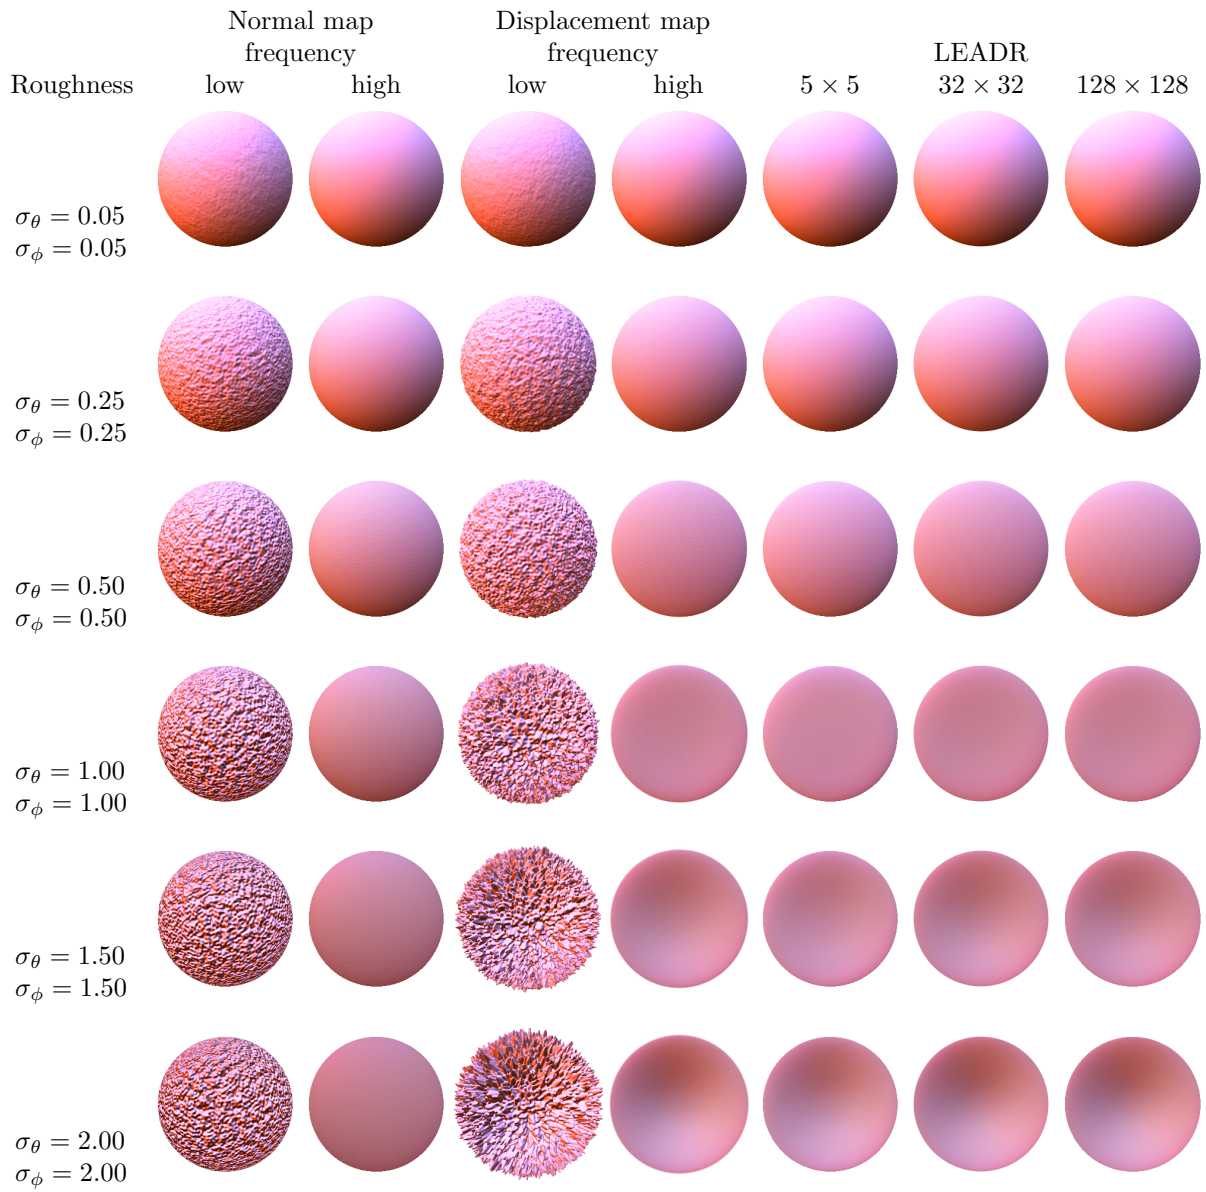 Normal map Displacement map
frequency frequency LEADR
Roughness low high low high 5 × 5 32 × 32 128 × 128
σθ = 0.05
σϕ = 0.05
σθ = 0.25
σϕ = 0.25
σθ = 0.50
σϕ = 0.50
σθ = 1.00
σϕ = 1.00
σθ = 1.50
σϕ = 1.50
σθ = 2.00
σϕ = 2.00